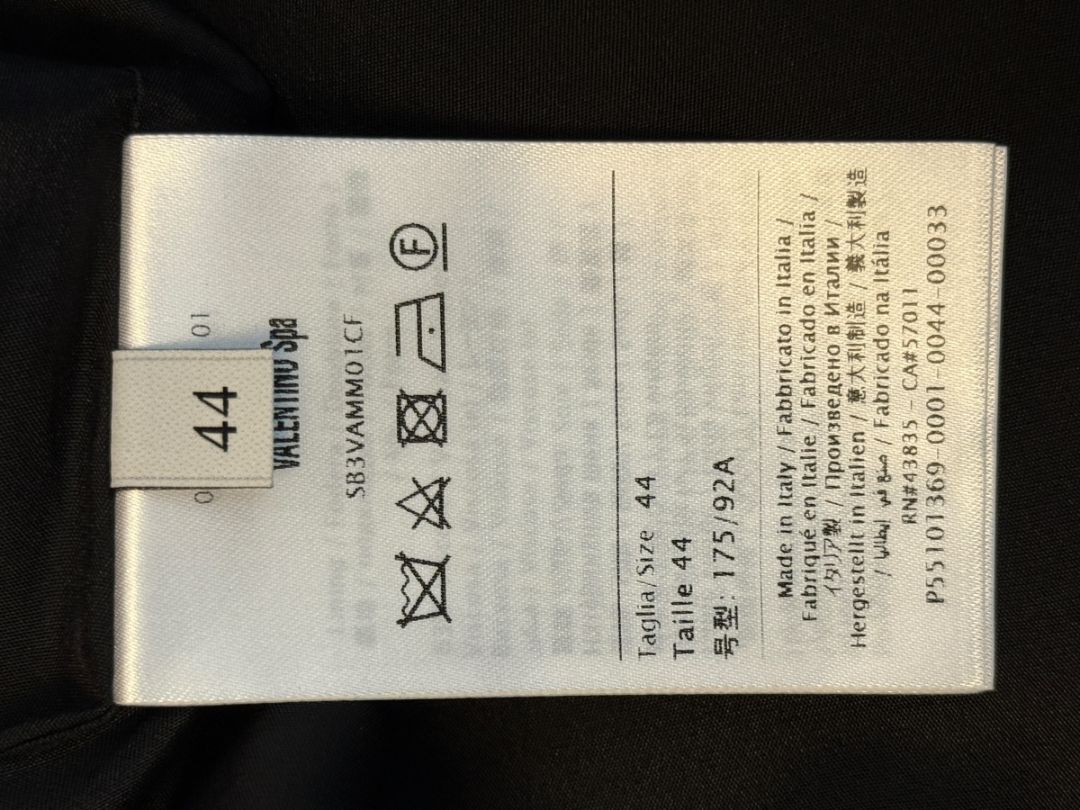 44
01
VALENTINO Spa
SB3VAMM01CF
F
Taglia/Size 44
Taille 44
号型: 175/92A
Made in Italy / Fabbricato in Italia /
Fabriqué en Italie / Fabricado en Italia /
イタリア製 / Произведено в Италии /
Hergestellt in Italien / 意大利制造 / 義大利製造
/ صنع في إيطاليا / Fabricado na Itália
RN#43835 - CA#57011
P55101369-0001-0044-00033